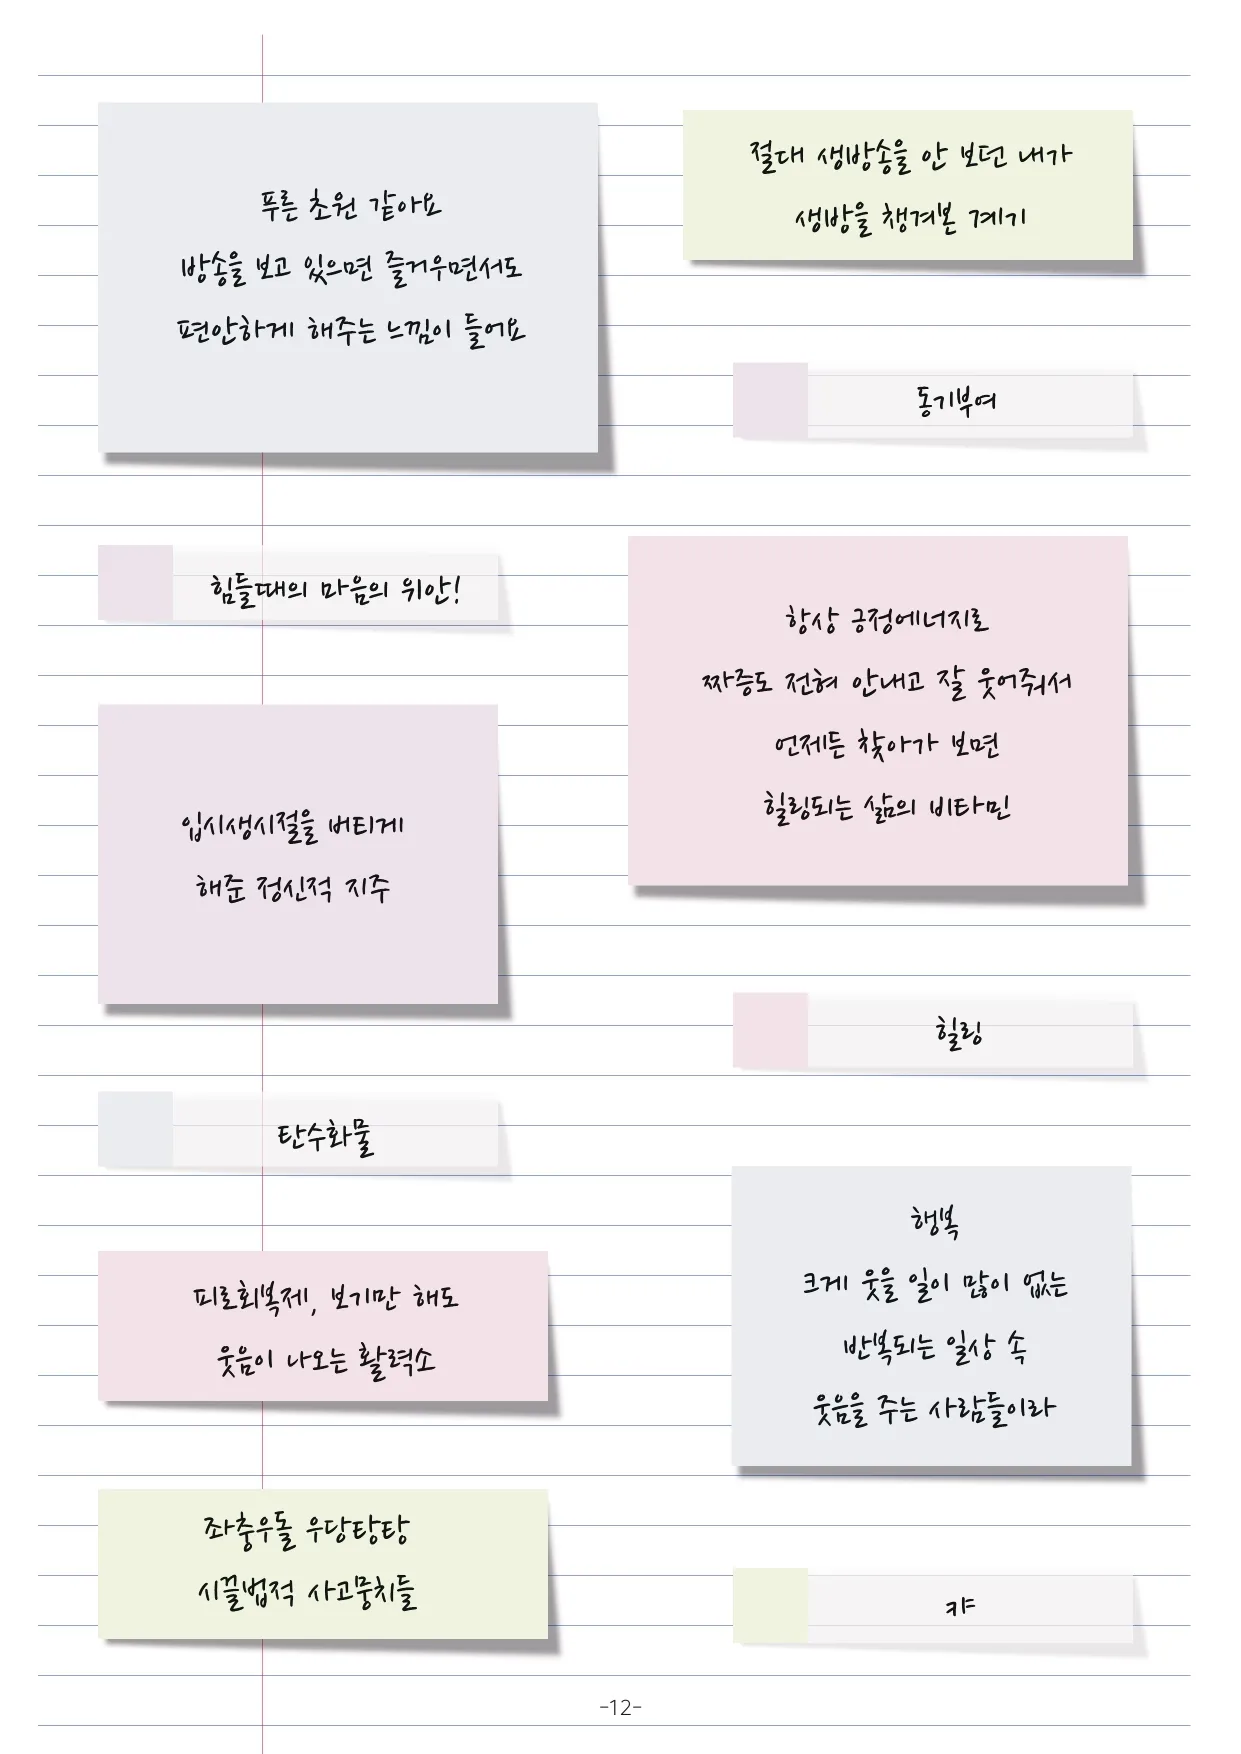 푸른 초원 같아요
방송을 보고 있으면 즐거우면서도
편안하게 해주는 느낌이 들어요
절대 생방송을 안 보던 내가
생방을 챙겨본 계기
동기부여
힘들때의 마음의 위안!
항상 긍정에너지로
짜증도 전혀 안내고 잘 웃어줘서
언제든 찾아가 보면
힐링되는 삶의 비타민
입시생시절을 버티게
해준 정신적 지주
힐링
탄수화물
행복
크게 웃을 일이 많이 없는
반복되는 일상 속
웃음을 주는 사람들이라
피로회복제, 보기만 해도
웃음이 나오는 활력소
좌충우돌 우당탕탕
시끌법적 사고뭉치들
캬
-12-